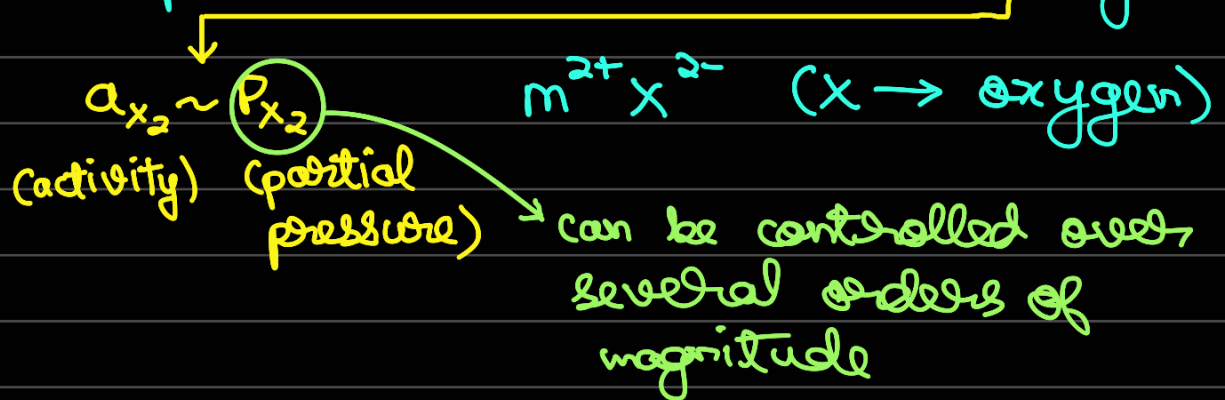 a_{X_2} ~ P_{X_2} m^{2+} X^{2-} (X → oxygen)
(activity) (partial
pressure) can be controlled over
several orders of
magnitude